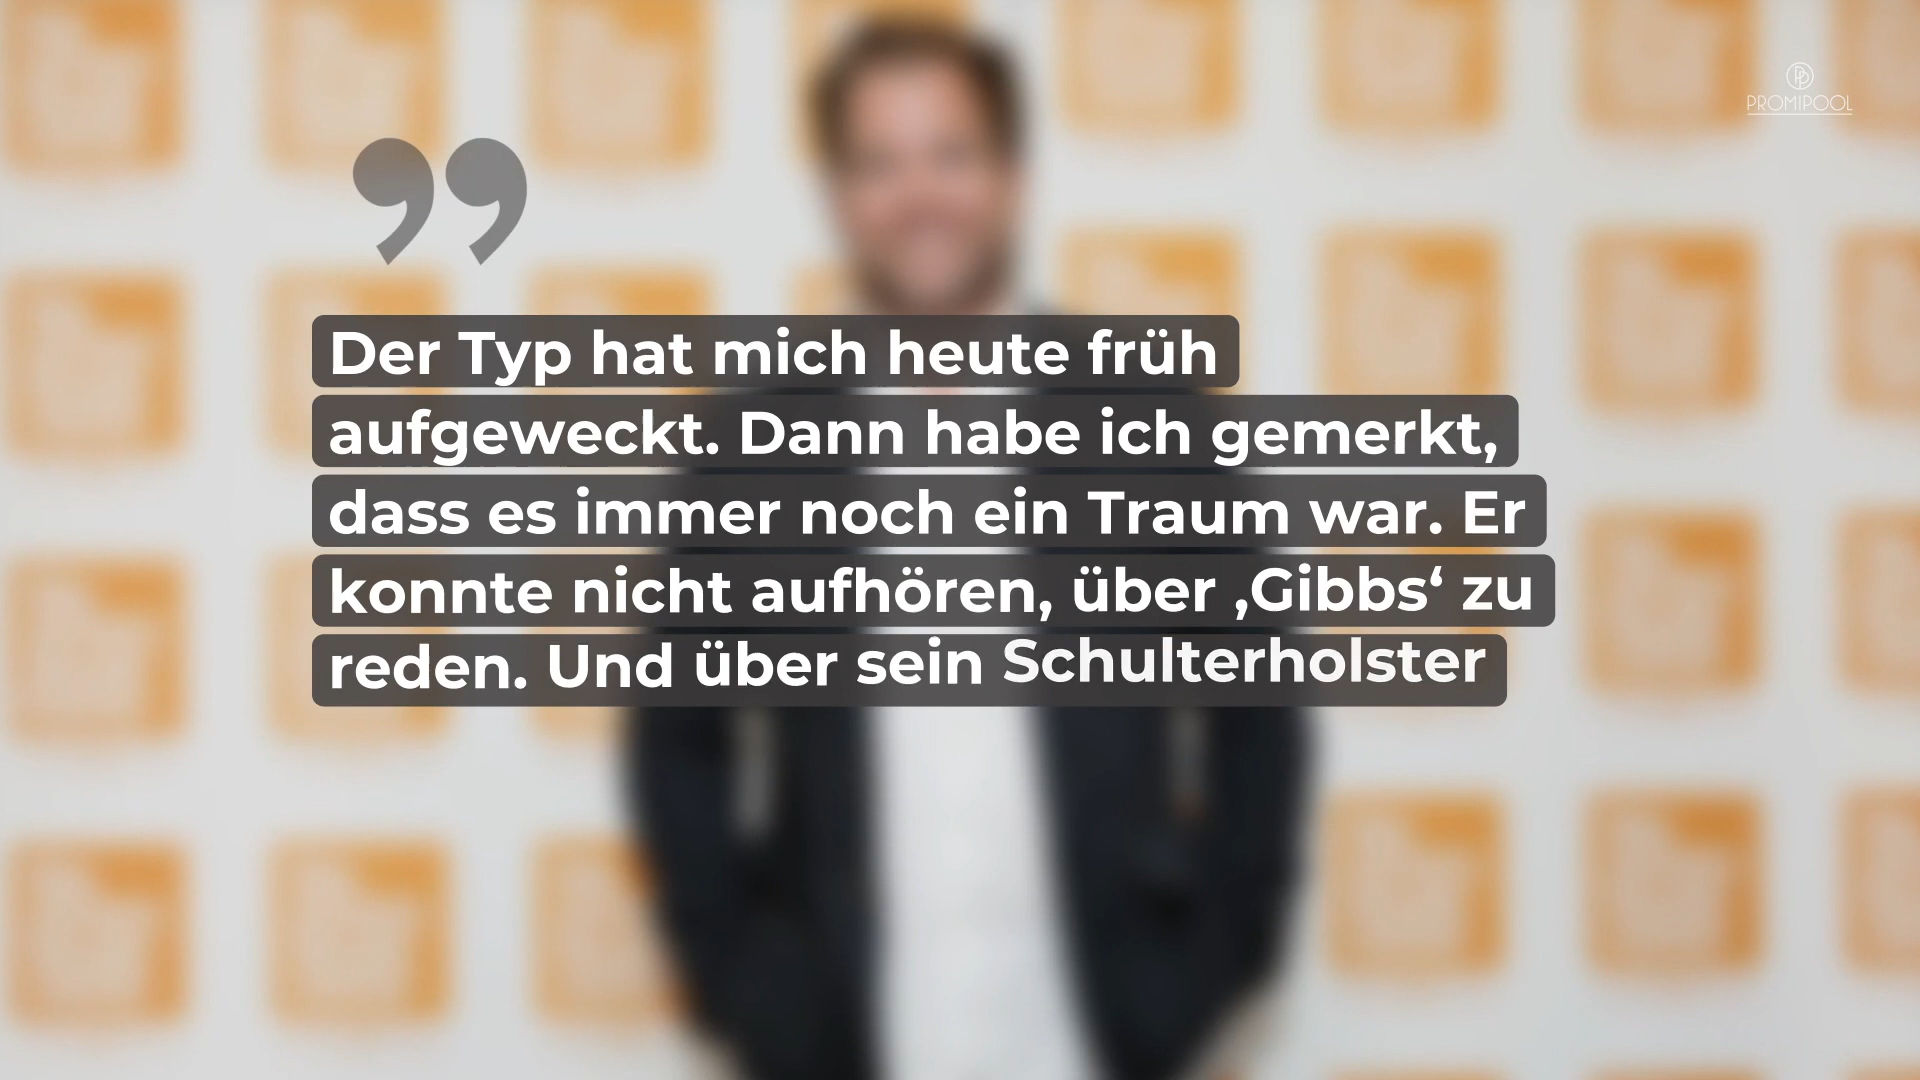 PROMIPOOL
Der Typ hat mich heute früh
aufgeweckt. Dann habe ich gemerkt,
dass es immer noch ein Traum war. Er
konnte nicht aufhören, über ‚Gibbs‘ zu
reden. Und über sein Schulterholster